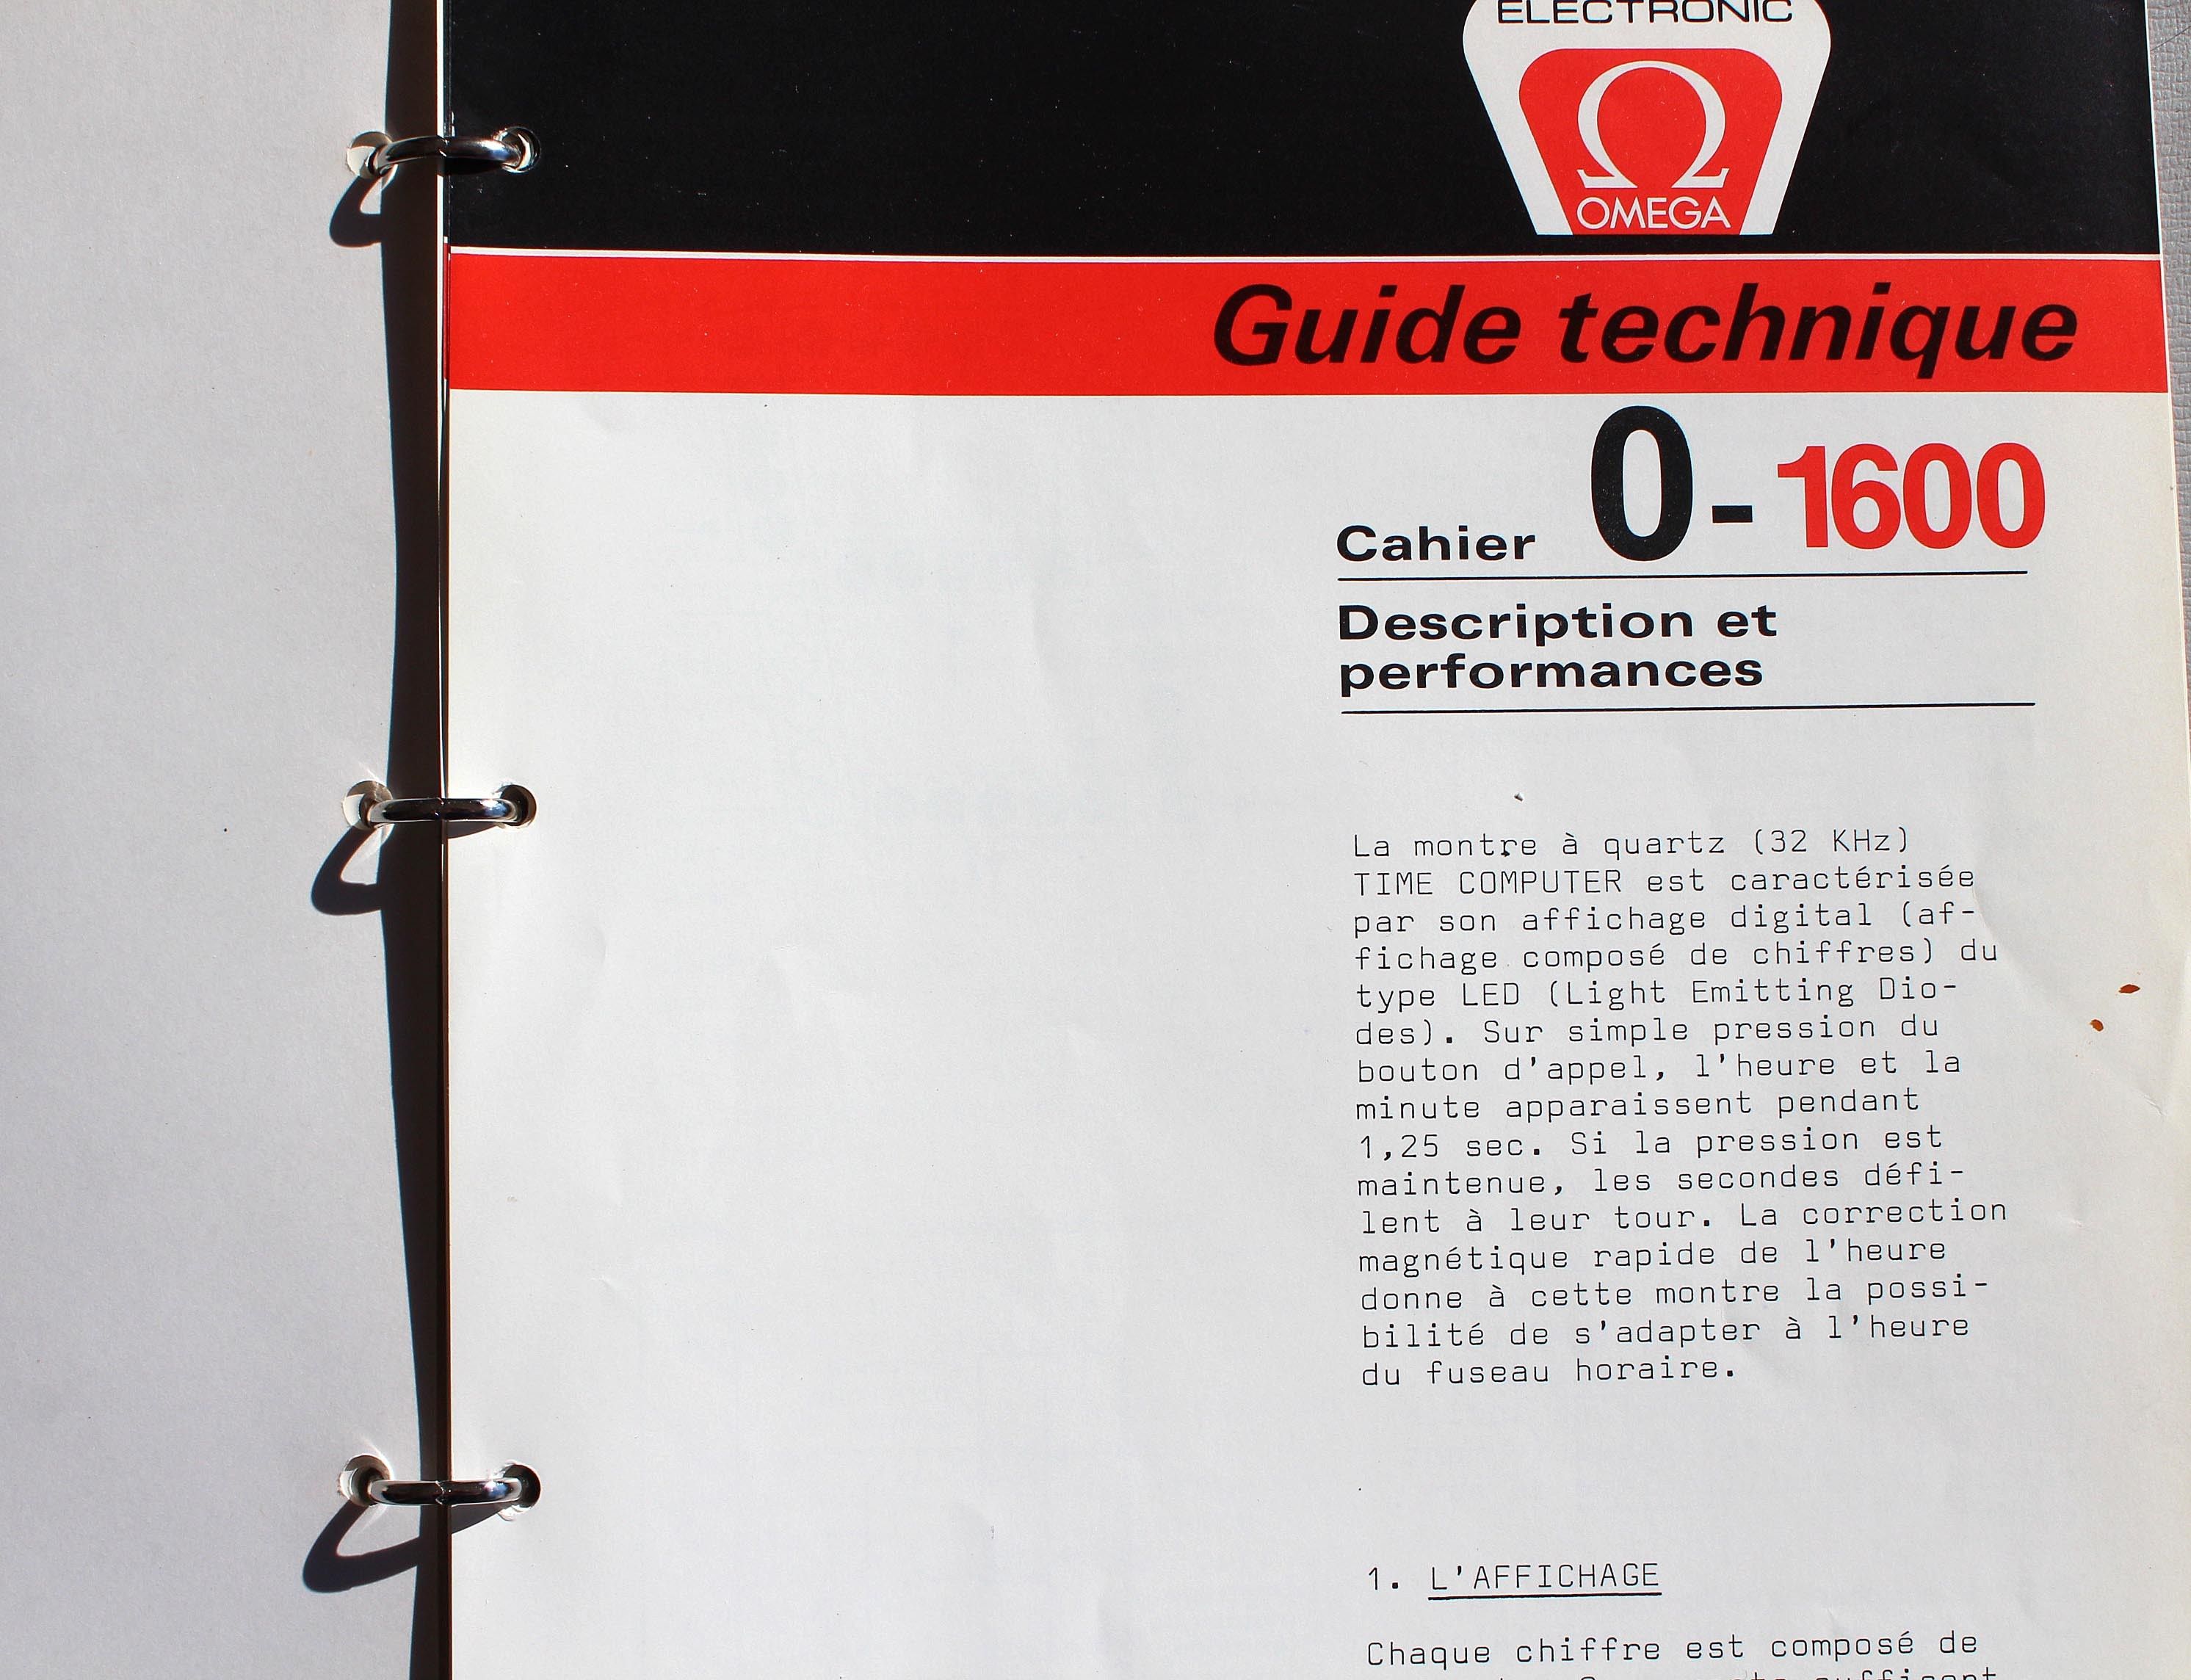 ELECTRONIC
Ω
OMEGA
Guide technique
Cahier 0-1600
Description et
performances
La montre à quartz (32 KHz)
TIME COMPUTER est caractérisée
par son affichage digital (af-
fichage composé de chiffres) du
type LED (Light Emitting Dio-
des). Sur simple pression du
bouton d'appel, l'heure et la
minute apparaissent pendant
1,25 sec. Si la pression est
maintenue, les secondes défi-
lent à leur tour. La correction
magnétique rapide de l'heure
donne à cette montre la possi-
bilité de s'adapter à l'heure
du fuseau horaire.
1. L'AFFICHAGE
Chaque chiffre est composé de
suffisent